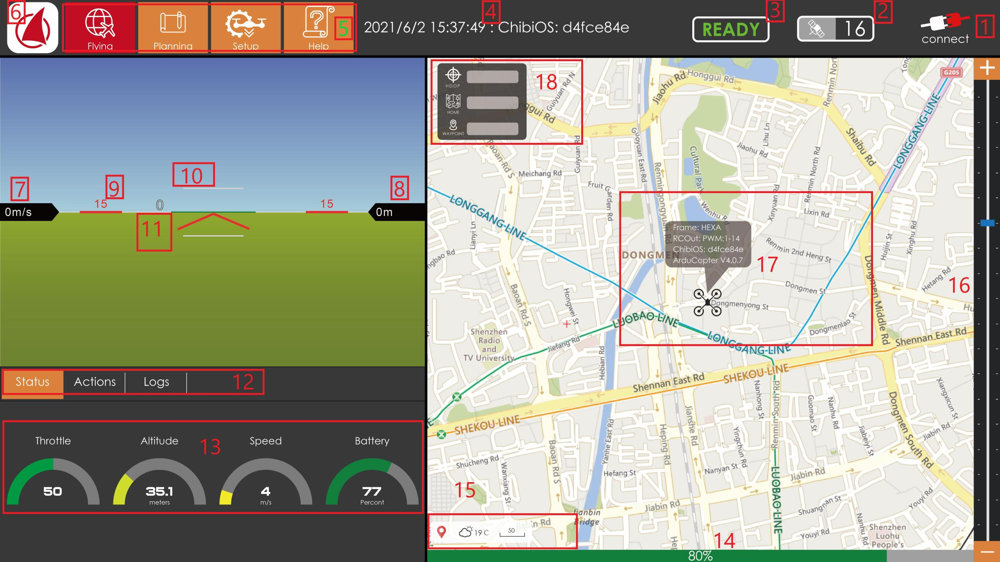 6
Flying
Planning
Setup
Help
5
4
2021/6/2 15:37:49 : ChibiOS: d4fce84e
3
READY
2
16
1
connect
10
7
9
8
15
0
15
0m/s
0m
11
Status
Actions
Logs
12
13
Throttle
Altitude
Speed
Battery
50
35.1
meters
4
m/s
77
Percont
18
HDOP
HOME
WAYPOINT
G205
Honggui Rd
Jiaohu Rd
Honggui Rd
Guiyuan Rd N
Renmin Nor
Tong
LONGGANG-LINE
Shaibu Rd
Lihu Ln
Jiaohu Rd
Renmin North Rd
Guoyuan East Rd
Cultural Park
Baoan Rd S
Guiyuan Rd
Meichang Rd
Fruit Garden Rd
Renmingongyuan Rd
LONGGANG-LINE
Wenhu Rd
Xinyuan Rd
Renmin North Rd
Lixin Rd
Lianyi Ln
Huijin St
Xinghu Rd
Frame: HEXA
RCOut: PWM:1-14
ChibiOS: d4fce84e
ArduCopter V4.0.7
17
16
DONGMEN
Renmin 2nd Heng St
ngbao Rd
Hetang Rd
Dongmen St
Dongmenyong St
Dongmen Middle Rd
Dongmenlao St
Hu
Baoan Rd S
Hongwei St
LUOBAO-LINE
LONGGANG-LINE
Shenzhen
Radio
and
TV University
Jiefang Rd
Hebian Rd
Shennan East Rd
Shennan East Rd
SHEKOU-LINE
SHEKOU-LINE
Nanhong St
Renmin South Rd
Guomao St
Nanhu Rd
Xiangxicun St
Dongmen South Rd
Jianshe Rd
Heping Rd
Yanhe East Rd
Yingchun Rd
Jiabeiyi St
Jiabin Rd
Shucheng Rd
Wanxiang St
Baoan Rd S
Hefang St
Nanyan St
Jiabin Rd
LUOBAO-LINE
15
Jiabin Rd
Shuangnan St
Youyi Rd
Jianbin
Bridge
Jiabin Rd
19℃
50
14
Youyi Rd
Nanhu Rd
Shenzhen
Luohu
People's
80%